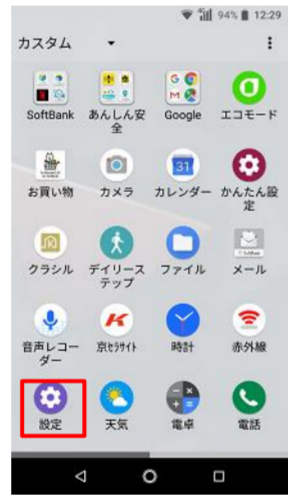 4G 94% 12:29
カスタム
SoftBank あんしん安全 Google エコモード
お買い物 カメラ 31 カレンダー かんたん設定
クラシル デイリーステップ ファイル メール
音声レコーダー 京セラサイト 時計 赤外線
設定 天気 電卓 電話